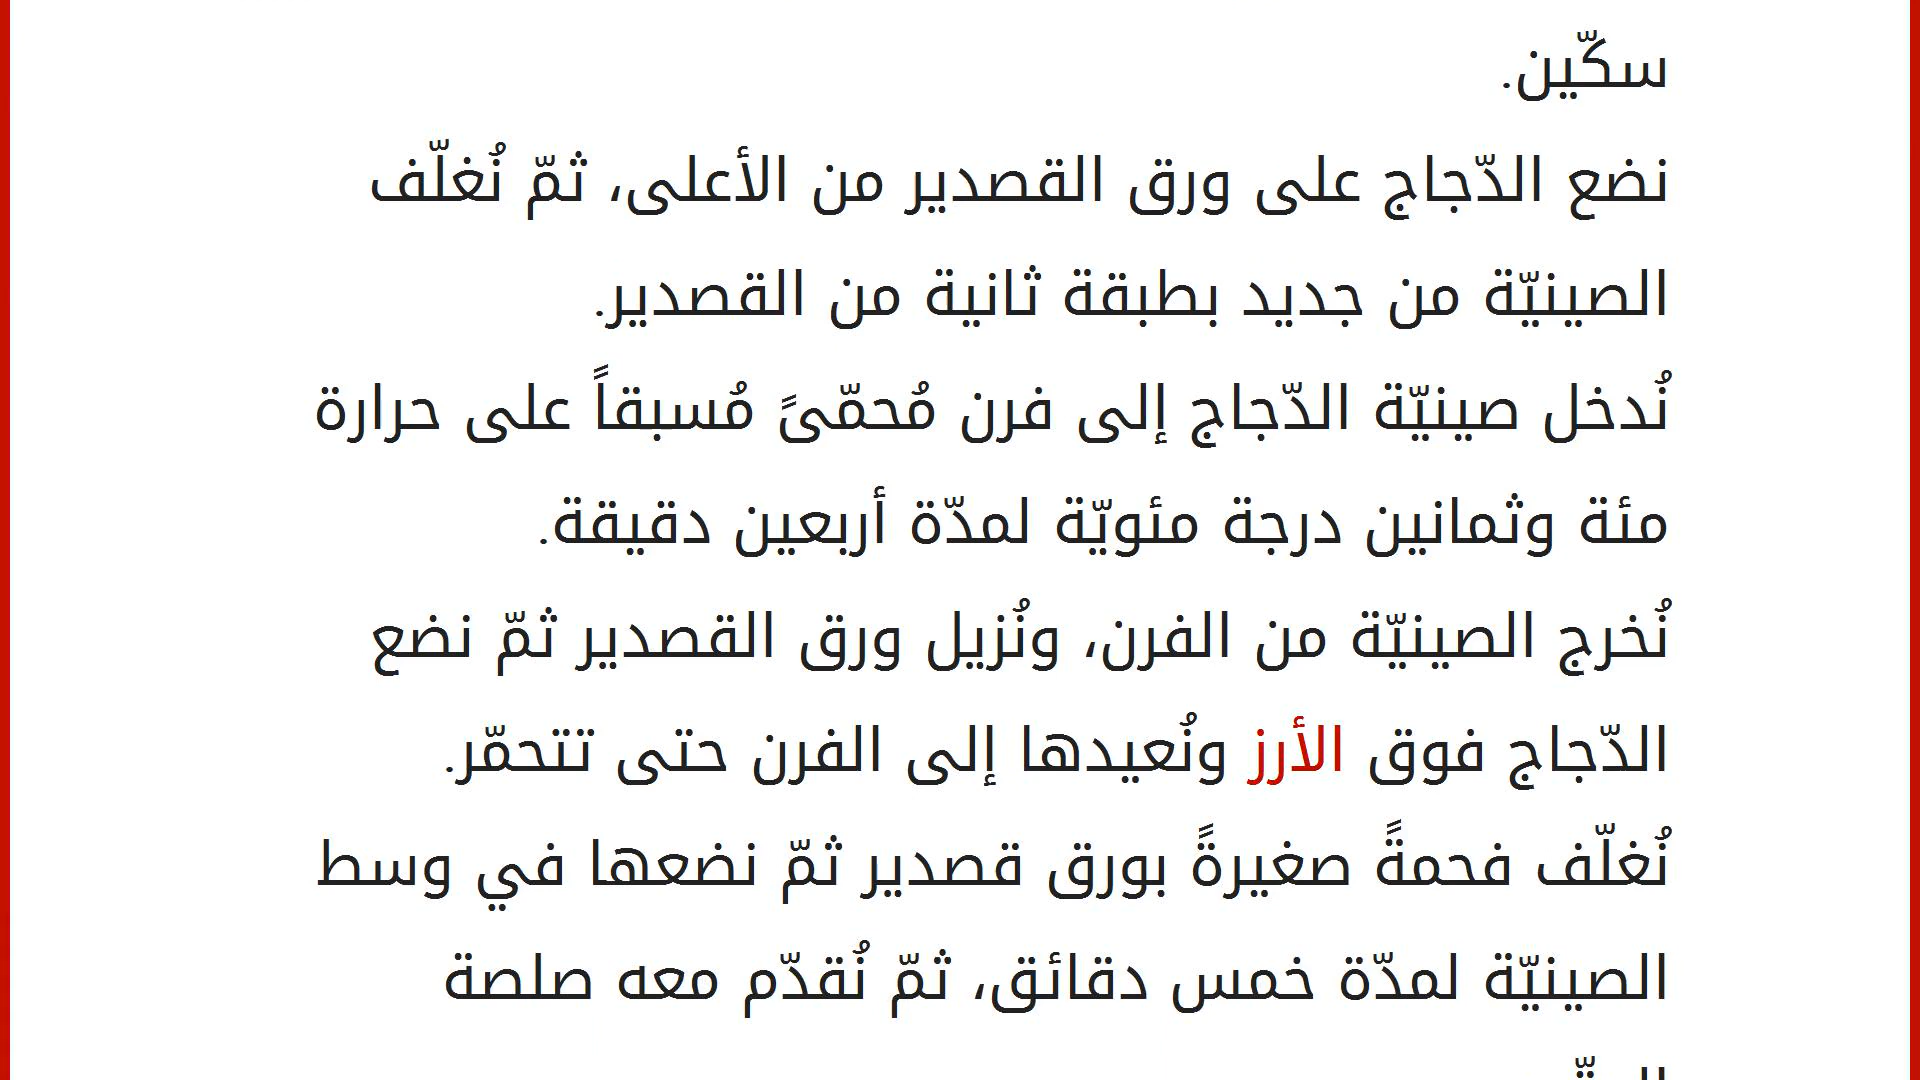 سكّين.
نضع الدّجاج على ورق القصدير من الأعلى، ثمّ نُغلّف
الصينيّة من جديد بطبقة ثانية من القصدير.
نُدخل صينيّة الدّجاج إلى فرن مُحمّىً مُسبقاً على حرارة
مئة وثمانين درجة مئويّة لمدّة أربعين دقيقة.
نُخرج الصينيّة من الفرن، ونُزيل ورق القصدير ثمّ نضع
الدّجاج فوق الأرز ونُعيدها إلى الفرن حتى تتحمّر.
نُغلّف فحمةً صغيرةً بورق قصدير ثمّ نضعها في وسط
الصينيّة لمدّة خمس دقائق، ثمّ نُقدّم معه صلصة